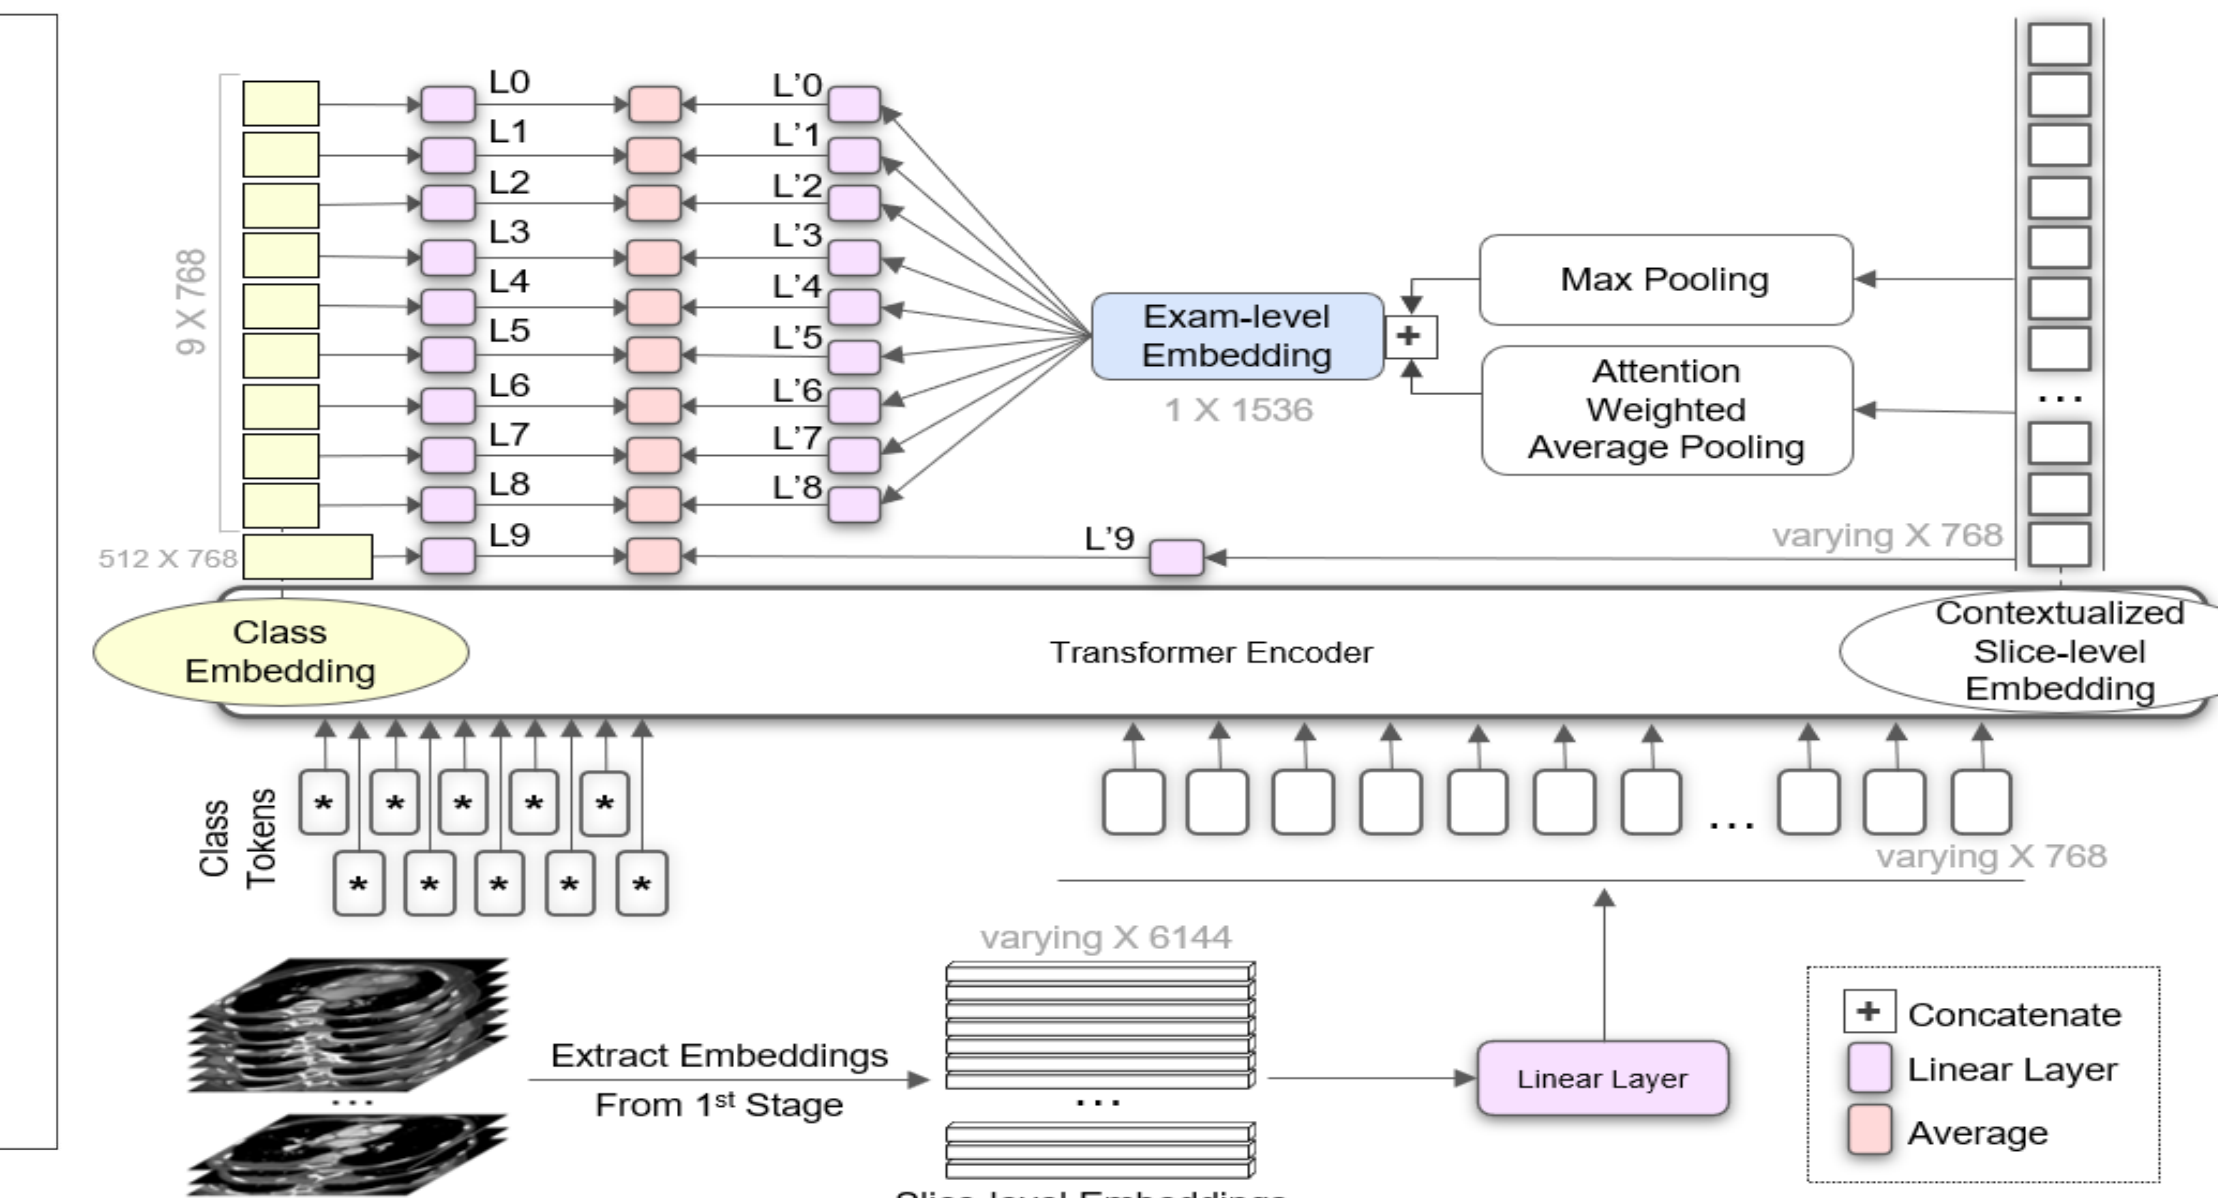 L0
L'0
L1
L'1
L2
L'2
L3
L'3
L4
L'4
L5
L'5
L6
L'6
L7
L'7
L8
L'8
L9
L'9
9 X 768
512 X 768
Exam-level
Embedding
1 X 1536
+
Max Pooling
Attention
Weighted
Average Pooling
...
varying X 768
Class
Embedding
Transformer Encoder
Contextualized
Slice-level
Embedding
Class
Tokens
* * * * *
* * * * *
...
varying X 768
varying X 6144
Extract Embeddings
From 1st Stage
...
...
Slice-level Embeddings
Linear Layer
+ Concatenate
Linear Layer
Average